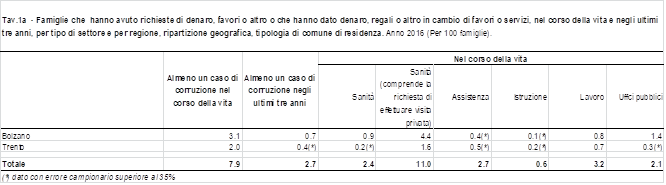 Tav.1a - Famiglie che hanno avuto richieste di denaro, favori o altro o che hanno dato denaro, regali o altro in cambio di favori o servizi, nel corso della vita e negli ultimi
tre anni, per tipo di settore e per regione, ripartizione geografica, tipologia di comune di residenza. Anno 2016 (Per 100 famiglie).
Almeno un caso di corruzione nel corso della vita
Almeno un caso di corruzione negli ultimi tre anni
Nel corso della vita
Sanità
Sanità (comprende la richiesta di effetuare visita privata)
Assistenza
Istruzione
Lavoro
Uffici pubblici
Bolzano 3.1 0.7 0.9 4.4 0.4(*) 0.1(*) 0.8 1.4
Trento 2.0 0.4(*) 0.2(*) 1.6 0.5(*) 0.2(*) 0.7 0.3(*)
Totale 7.9 2.7 2.4 11.0 2.7 0.6 3.2 2.1
(*) dato con errore campionario superiore al 35%